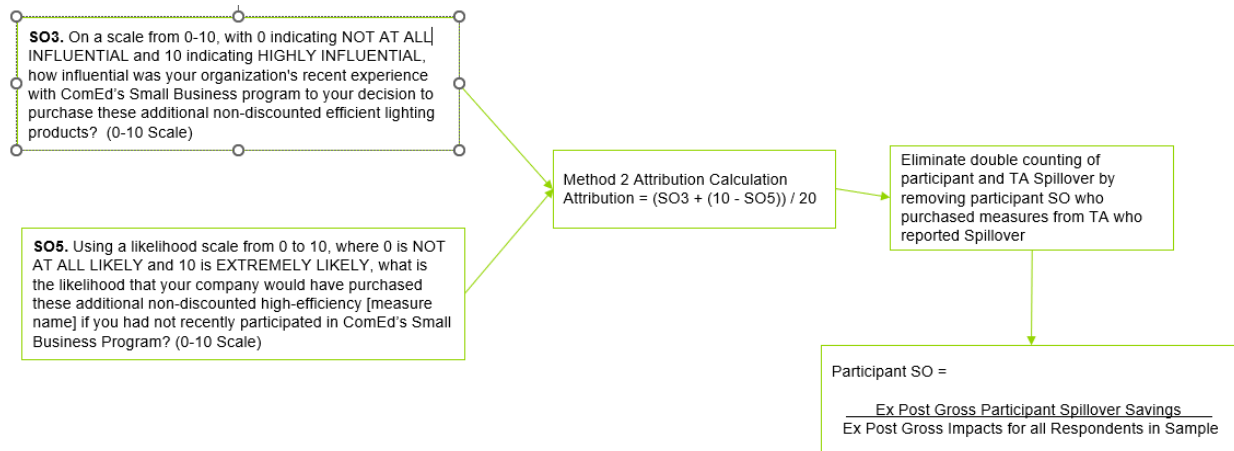 SO3. On a scale from 0-10, with 0 indicating NOT AT ALL
INFLUENTIAL and 10 indicating HIGHLY INFLUENTIAL,
how influential was your organization's recent experience
with ComEd's Small Business program to your decision to
purchase these additional non-discounted efficient lighting
products? (0-10 Scale)
SO5. Using a likelihood scale from 0 to 10, where 0 is NOT
AT ALL LIKELY and 10 is EXTREMELY LIKELY, what is
the likelihood that your company would have purchased
these additional non-discounted high-efficiency [measure
name] if you had not recently participated in ComEd's Small
Business Program? (0-10 Scale)
Method 2 Attribution Calculation
Attribution = (SO3 + (10 - SO5)) / 20
Eliminate double counting of
participant and TA Spillover by
removing participant SO who
purchased measures from TA who
reported Spillover
Participant SO =
Ex Post Gross Participant Spillover Savings
Ex Post Gross Impacts for all Respondents in Sample